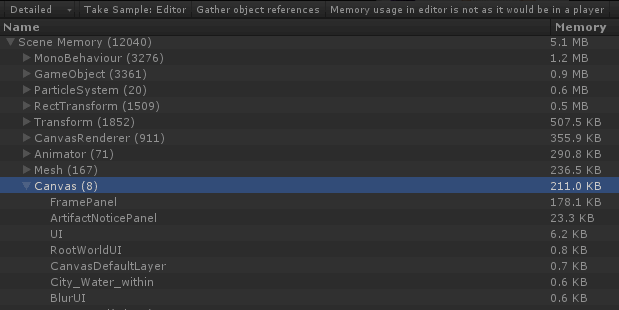 Detailed Take Sample: Editor Gather object references Memory usage in editor is not as it would be in a player
Name Memory
Scene Memory (12040) 5.1 MB
MonoBehaviour (3276) 1.2 MB
GameObject (3361) 0.9 MB
ParticleSystem (20) 0.6 MB
RectTransform (1509) 0.5 MB
Transform (1852) 507.5 KB
CanvasRenderer (911) 355.9 KB
Animator (71) 290.8 KB
Mesh (167) 236.5 KB
Canvas (8) 211.0 KB
FramePanel 178.1 KB
ArtifactNoticePanel 23.3 KB
UI 6.2 KB
RootWorldUI 0.8 KB
CanvasDefaultLayer 0.7 KB
City_Water_within 0.6 KB
BlurUI 0.6 KB